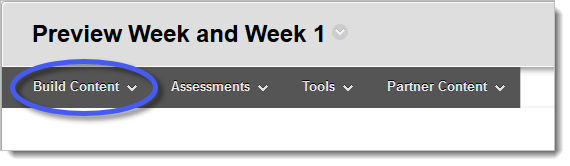 Preview Week and Week 1
Build Content Assessments Tools Partner Content